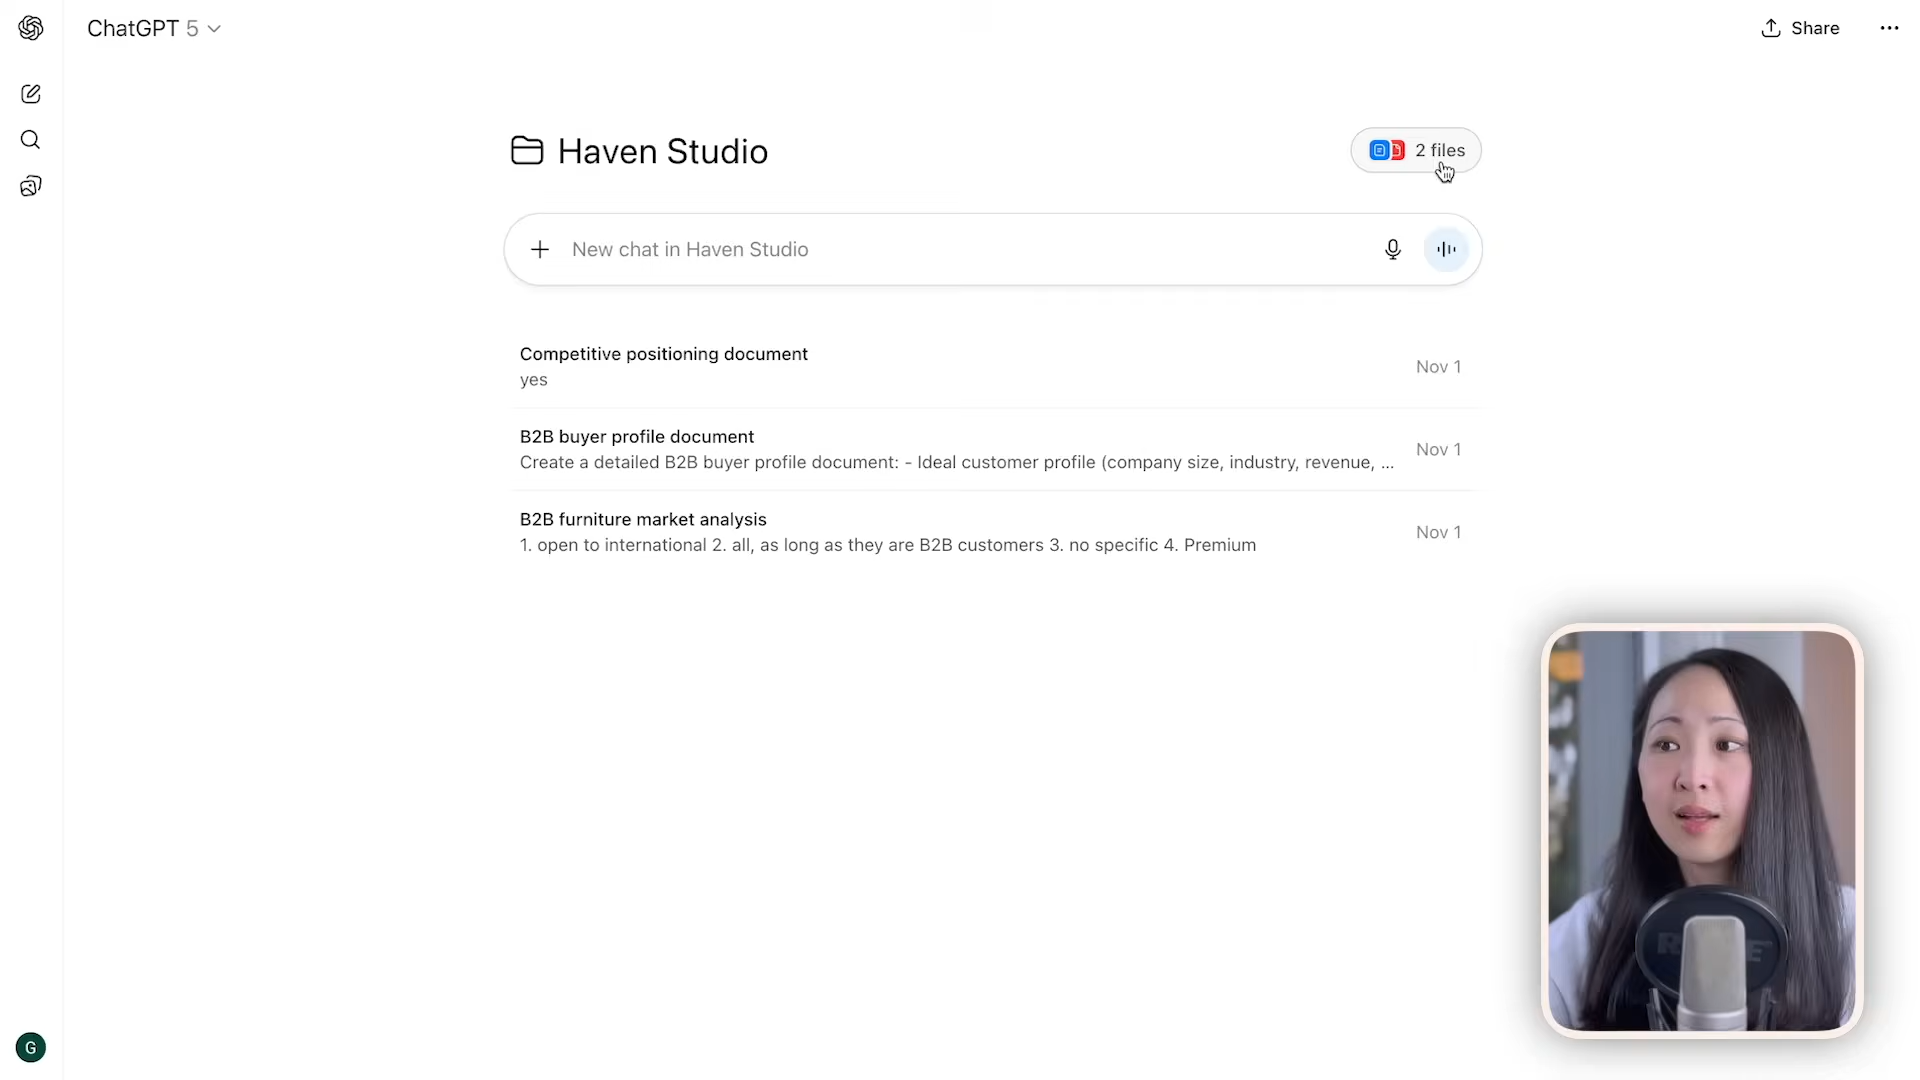 ChatGPT 5
Share
Haven Studio
2 files
New chat in Haven Studio
Competitive positioning document
yes
Nov 1
B2B buyer profile document
Create a detailed B2B buyer profile document: - Ideal customer profile (company size, industry, revenue, ...
Nov 1
B2B furniture market analysis
1. open to international 2. all, as long as they are B2B customers 3. no specific 4. Premium
Nov 1
G